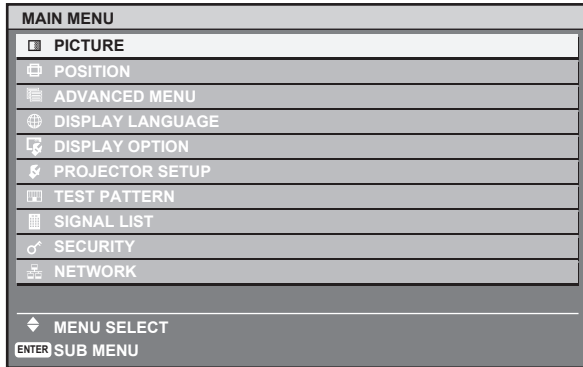 MAIN MENU
PICTURE
POSITION
ADVANCED MENU
DISPLAY LANGUAGE
DISPLAY OPTION
PROJECTOR SETUP
TEST PATTERN
SIGNAL LIST
SECURITY
NETWORK
MENU SELECT
ENTER SUB MENU